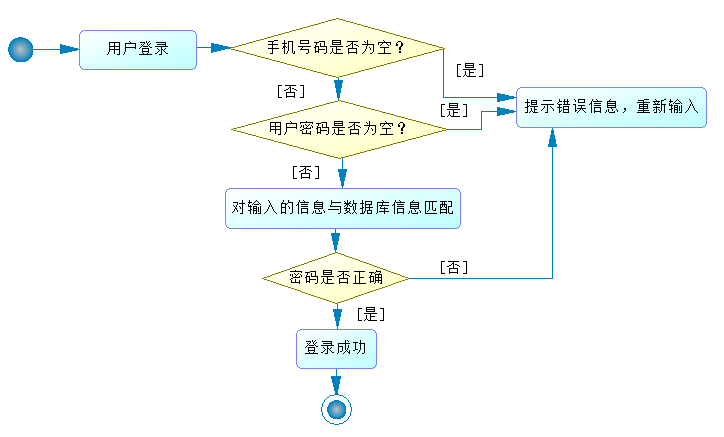 用户登录
手机号码是否为空？
[是]
[否]
提示错误信息，重新输入
[是]
用户密码是否为空？
[否]
对输入的信息与数据库信息匹配
[否]
密码是否正确
[是]
登录成功